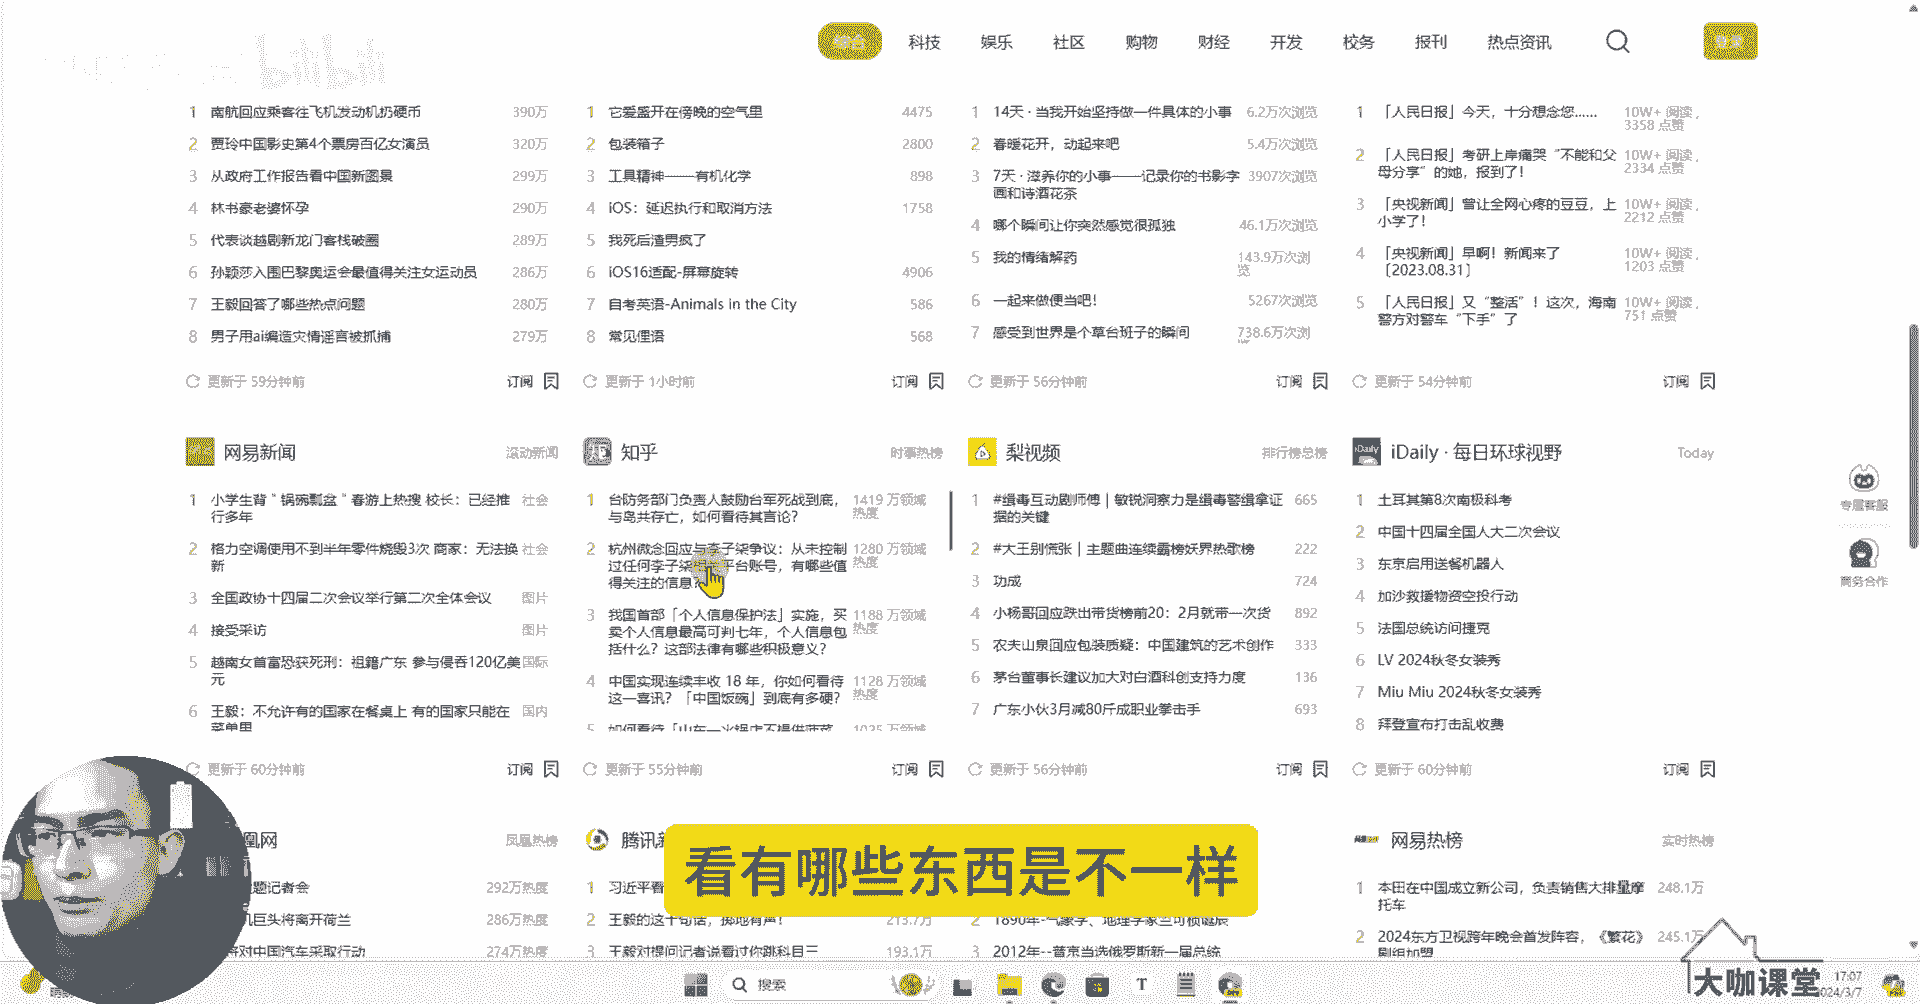 bilibili
科技 娱乐 社区 购物 财经 开发 校务 报刊 热点资讯
1 南航回应乘客往飞机发动机扔硬币 390万
2 贾玲中国影史第4个票房百亿女演员 320万
3 从政府工作报告看中国新图景 299万
4 林书豪老婆怀孕 290万
5 代表谈越剧新龙门客栈破圈 289万
6 孙颖莎入围巴黎奥运会最值得关注女运动员 286万
7 王毅回答了哪些热点问题 280万
8 男子用ai编造灾情谣言被抓捕 279万
更新于 59分钟前 订阅
1 它爱盛开在傍晚的空气里 4475
2 包装箱子 2800
3 工具精神——有机化学 898
4 iOS：延迟执行和取消方法 1758
5 我死后渣男疯了
6 iOS16适配-屏幕旋转 4906
7 自考英语-Animals in the City 586
8 常见俚语 568
更新于 1小时前 订阅
1 14天 · 当我开始坚持做一件具体的小事 6.2万次浏览
2 春暖花开，动起来吧 5.4万次浏览
3 7天 · 滋养你的小事——记录你的书影字 3907次浏览
画和诗酒花茶
4 哪个瞬间让你突然感觉很孤独 46.1万次浏览
5 我的情绪解药 143.9万次浏
览
6 一起来做便当吧！ 5267次浏览
7 感受到世界是个草台班子的瞬间 738.6万次浏
更新于 56分钟前 订阅
1 「人民日报」今天，十分想念您…… 10W+ 阅读，
3358 点赞
2 「人民日报」考研上岸痛哭“不能和父 10W+ 阅读，
母分享”的她，报到了！ 2334 点赞
3 「央视新闻」曾让全网心疼的豆豆，上 10W+ 阅读，
小学了！ 2212 点赞
4 「央视新闻」早啊！新闻来了 10W+ 阅读，
〔2023.08.31〕 1203 点赞
5 「人民日报」又“整活”！这次，海南 10W+ 阅读，
警方对警车“下手”了 751 点赞
更新于 54分钟前 订阅
网易新闻 滚动新闻
1 小学生背＂锅碗瓢盆＂春游上热搜 校长：已经推 社会
行多年
2 格力空调使用不到半年零件烧毁3次 商家：无法换 社会
新
3 全国政协十四届二次会议举行第二次全体会议 图片
4 接受采访 图片
5 越南女首富恐获死刑：祖籍广东 参与侵吞120亿美 国际
元
6 王毅：不允许有的国家在餐桌上 有的国家只能在 国内
菜单里
更新于 60分钟前 订阅
知乎 时事热榜
1 台防务部门负责人鼓励台军死战到底， 1419 万领域
与岛共存亡，如何看待其言论？ 热度
2 杭州微念回应与李子柒争议：从未控制 1280 万领域
过任何李子柒平台账号，有哪些值 热度
得关注的信息？
3 我国首部「个人信息保护法」实施，买 1188 万领域
卖个人信息最高可判七年，个人信息包 热度
括什么？这部法律有哪些积极意义？
4 中国实现连续丰收 18 年，你如何看待 1128 万领域
这一喜讯？「中国饭碗」到底有多硬？ 热度
5 如何看待「山东一火锅店不提供菠菜 1035 万领域
更新于 55分钟前 订阅
梨视频 排行榜总榜
1 #缉毒互动剧师傅｜敏锐洞察力是缉毒警缉拿证 665
据的关键
2 #大王别慌张｜主题曲连续霸榜妖界热歌榜 222
3 功成 724
4 小杨哥回应跌出带货榜前20：2月就带一次货 892
5 农夫山泉回应包装质疑：中国建筑的艺术创作 333
6 茅台董事长建议加大对白酒科创支持力度 136
7 广东小伙3月减80斤成职业拳击手 693
更新于 56分钟前 订阅
iDaily · 每日环球视野 Today
1 土耳其第8次南极科考
2 中国十四届全国人大二次会议
3 东京启用送餐机器人
4 加沙救援物资空投行动
5 法国总统访问捷克
6 LV 2024秋冬女装秀
7 Miu Miu 2024秋冬女装秀
8 拜登宣布打击乱收费
更新于 60分钟前 订阅
专属客服
商务合作
凰网 凤凰热榜
题记者会 292万热度
几巨头将离开荷兰 286万热度
将对中国汽车采取行动 274万热度
腾讯新
1 习近平看
2 王毅的这十句话，掷地有声！ 213.7万
3 王毅对提问记者说看过你跳科目三 193.1万
2 1890年-气象学、地理学家竺可桢诞辰
3 2012年--普京当选俄罗斯新一届总统
网易热榜 实时热榜
1 本田在中国成立新公司，负责销售大排量摩 248.1万
托车
2 2024东方卫视跨年晚会首发阵容，《繁花》 245.1万
剧组加盟
看有哪些东西是不一样
搜索
大咖课堂
17:07
2024/3/7